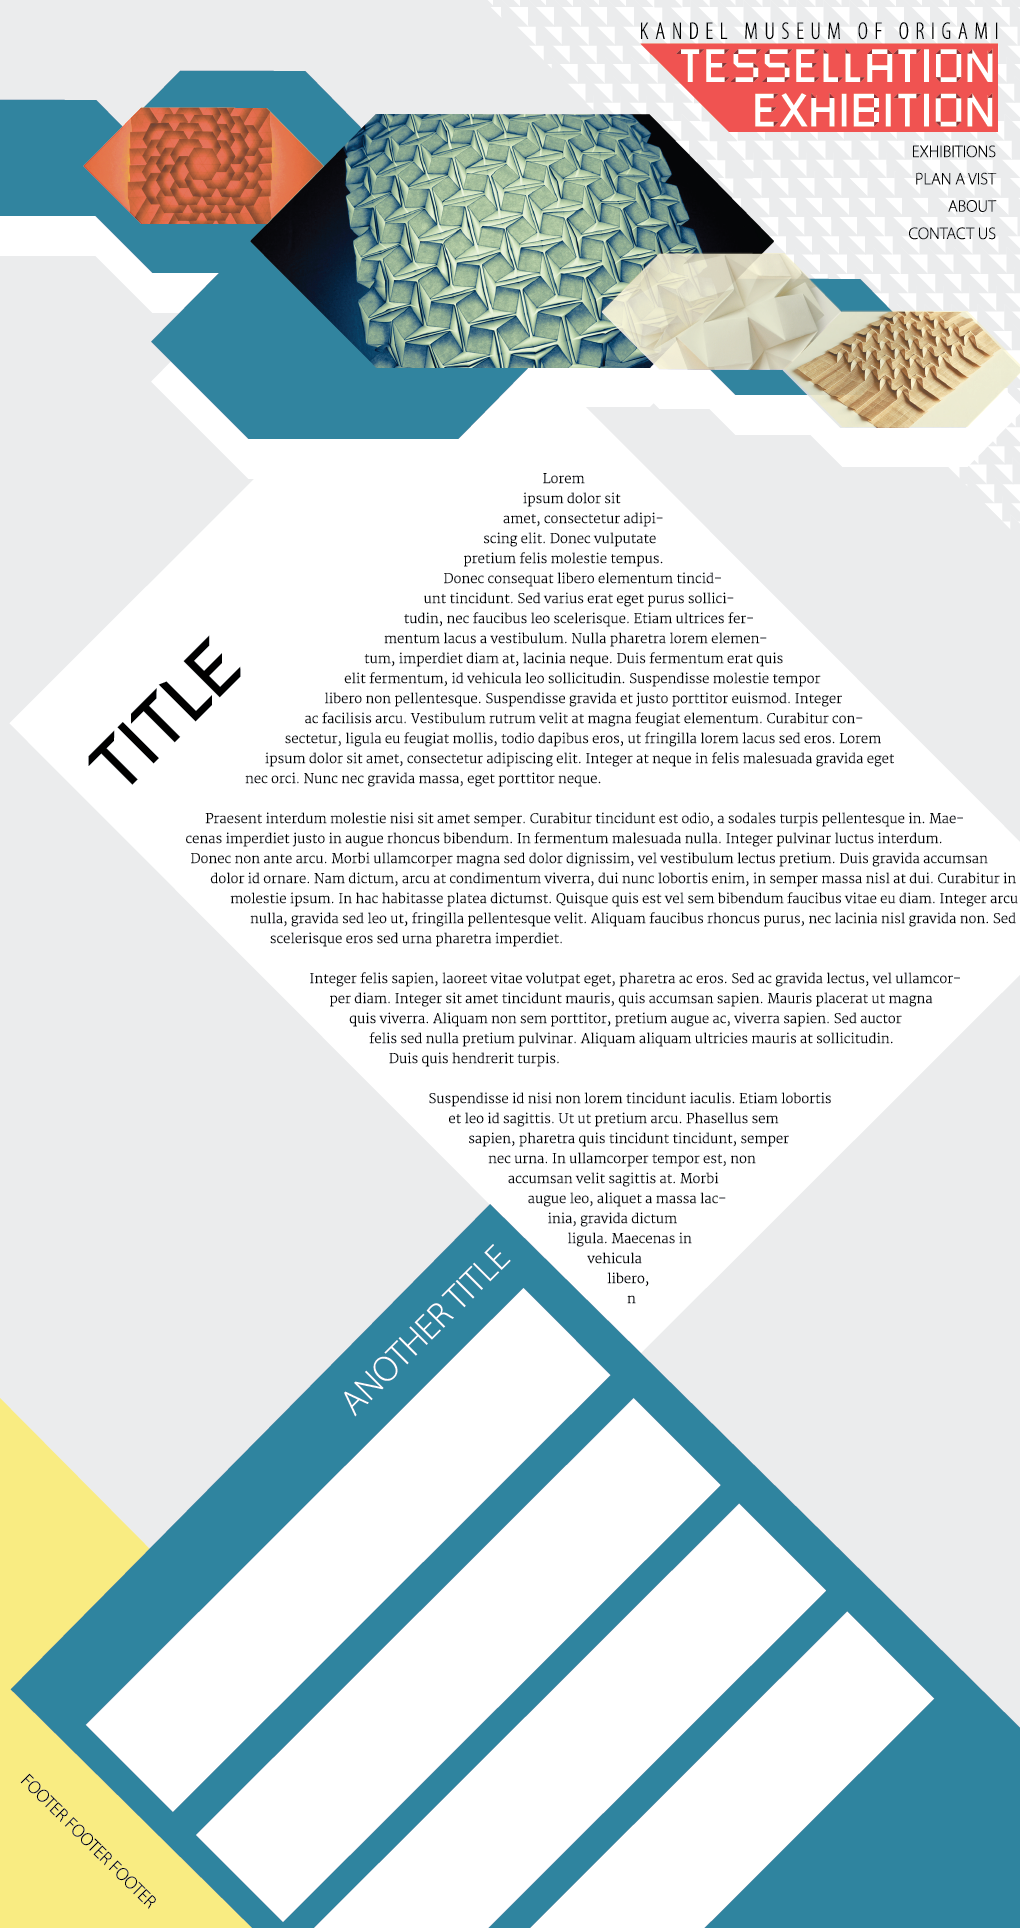 KANDEL MUSEUM OF ORIGAMI
TESSELLATION
EXHIBITION
EXHIBITIONS
PLAN A VIST
ABOUT
CONTACT US
Lorem
ipsum dolor sit
amet, consectetur adipi-
scing elit. Donec vulputate
pretium felis molestie tempus.
Donec consequat libero elementum tincid-
unt tincidunt. Sed varius erat eget purus sollici-
tudin, nec faucibus leo scelerisque. Etiam ultrices fer-
mentum lacus a vestibulum. Nulla pharetra lorem elemen-
tum, imperdiet diam at, lacinia neque. Duis fermentum erat quis
elit fermentum, id vehicula leo sollicitudin. Suspendisse molestie tempor
libero non pellentesque. Suspendisse gravida et justo porttitor euismod. Integer
ac facilisis arcu. Vestibulum rutrum velit at magna feugiat elementum. Curabitur con-
sectetur, ligula eu feugiat mollis, todio dapibus eros, ut fringilla lorem lacus sed eros. Lorem
ipsum dolor sit amet, consectetur adipiscing elit. Integer at neque in felis malesuada gravida eget
nec orci. Nunc nec gravida massa, eget porttitor neque.
TITLE
Praesent interdum molestie nisi sit amet semper. Curabitur tincidunt est odio, a sodales turpis pellentesque in. Mae-
cenas imperdiet justo in augue rhoncus bibendum. In fermentum malesuada nulla. Integer pulvinar luctus interdum.
Donec non ante arcu. Morbi ullamcorper magna sed dolor dignissim, vel vestibulum lectus pretium. Duis gravida accumsan
dolor id ornare. Nam dictum, arcu at condimentum viverra, dui nunc lobortis enim, in semper massa nisl at dui. Curabitur in
molestie ipsum. In hac habitasse platea dictumst. Quisque quis est vel sem bibendum faucibus vitae eu diam. Integer arcu
nulla, gravida sed leo ut, fringilla pellentesque velit. Aliquam faucibus rhoncus purus, nec lacinia nisl gravida non. Sed
scelerisque eros sed urna pharetra imperdiet.
Integer felis sapien, laoreet vitae volutpat eget, pharetra ac eros. Sed ac gravida lectus, vel ullamcor-
per diam. Integer sit amet tincidunt mauris, quis accumsan sapien. Mauris placerat ut magna
quis viverra. Aliquam non sem porttitor, pretium augue ac, viverra sapien. Sed auctor
felis sed nulla pretium pulvinar. Aliquam aliquam ultricies mauris at sollicitudin.
Duis quis hendrerit turpis.
Suspendisse id nisi non lorem tincidunt iaculis. Etiam lobortis
et leo id sagittis. Ut ut pretium arcu. Phasellus sem
sapien, pharetra quis tincidunt tincidunt, semper
nec urna. In ullamcorper tempor est, non
accumsan velit sagittis at. Morbi
augue leo, aliquet a massa lac-
inia, gravida dictum
ligula. Maecenas in
vehicula
libero,
n
ANOTHER TITLE
FOOTER FOOTER FOOTER